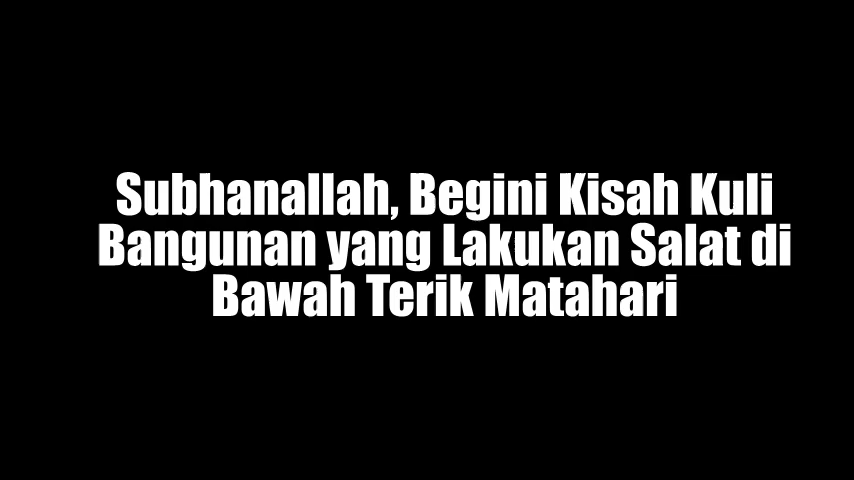 Subhanallah, Begini Kisah Kuli
Bangunan yang Lakukan Salat di
Bawah Terik Matahari